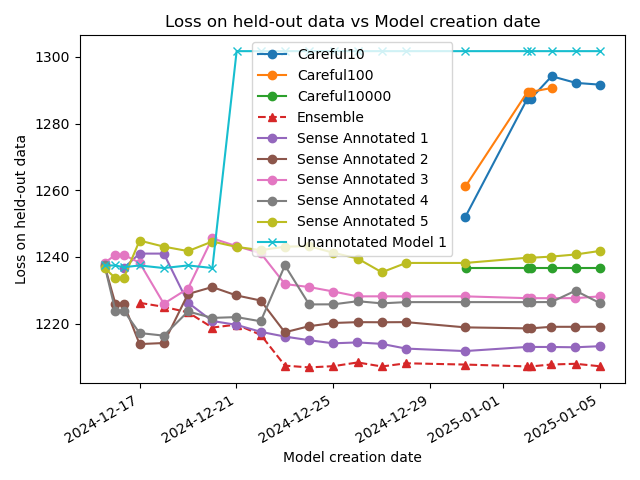 Loss on held-out data vs Model creation date
Loss on held-out data
1300
1280
1260
1240
1220
Careful10
Careful100
Careful10000
Ensemble
Sense Annotated 1
Sense Annotated 2
Sense Annotated 3
Sense Annotated 4
Sense Annotated 5
Unannotated Model 1
2024-12-17
2024-12-21
2024-12-25
2024-12-29
2025-01-01
2025-01-05
Model creation date